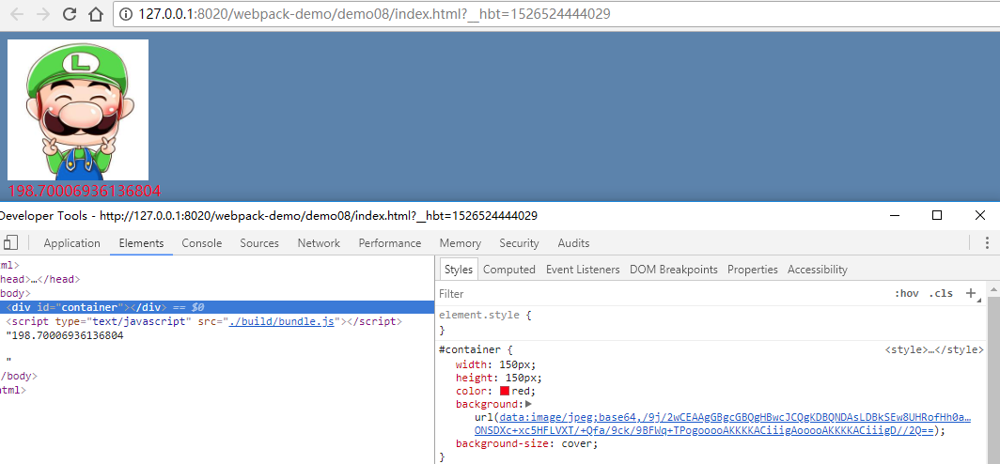 127.0.0.1:8020/webpack-demo/demo08/index.html?__hbt=1526524444029
L
198.70006936136804
Developer Tools - http://127.0.0.1:8020/webpack-demo/demo08/index.html?__hbt=1526524444029
Application Elements Console Sources Network Performance Memory Security Audits
tml>
head>…</head>
body>
<div id="container"></div> == $0
<script type="text/javascript" src="./build/bundle.js"></script>
"198.70006936136804
"
/body>
html>
Styles Computed Event Listeners DOM Breakpoints Properties Accessibility
Filter :hov .cls +
element.style {
}
#container { <style>…</style>
width: 150px;
height: 150px;
color: red;
background:
url(data:image/jpeg;base64,/9j/2wCEAAgGBgcGBQgHBwcJCQgKDBQNDAsLDBkSEw8UHRofHh0a…
ONSDXc+xc5HFLVXT/+Qfa/9ck/9BFWq+TPogooooAKKKKACiiigAooooAKKKKACiiigD//2Q==);
background-size: cover;
}